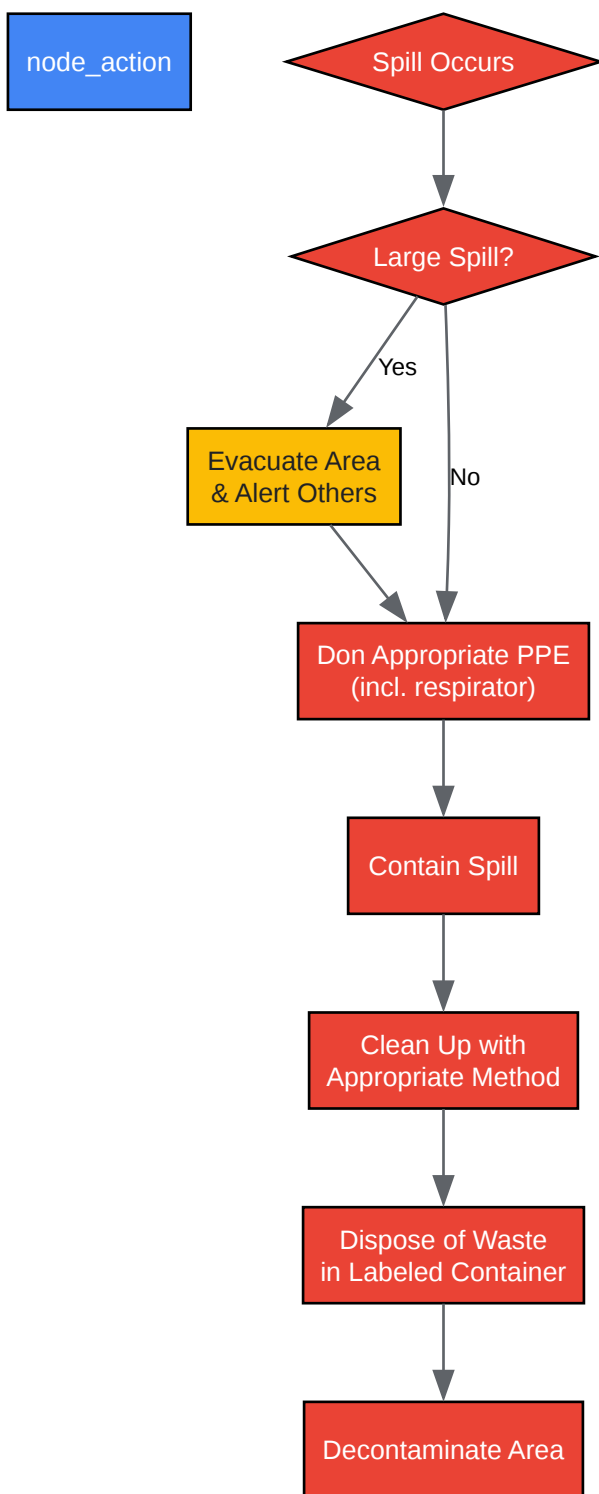 node_action
Spill Occurs
Large Spill?
Yes
Evacuate Area
& Alert Others
No
Don Appropriate PPE
(incl. respirator)
Contain Spill
Clean Up with
Appropriate Method
Dispose of Waste
in Labeled Container
Decontaminate Area